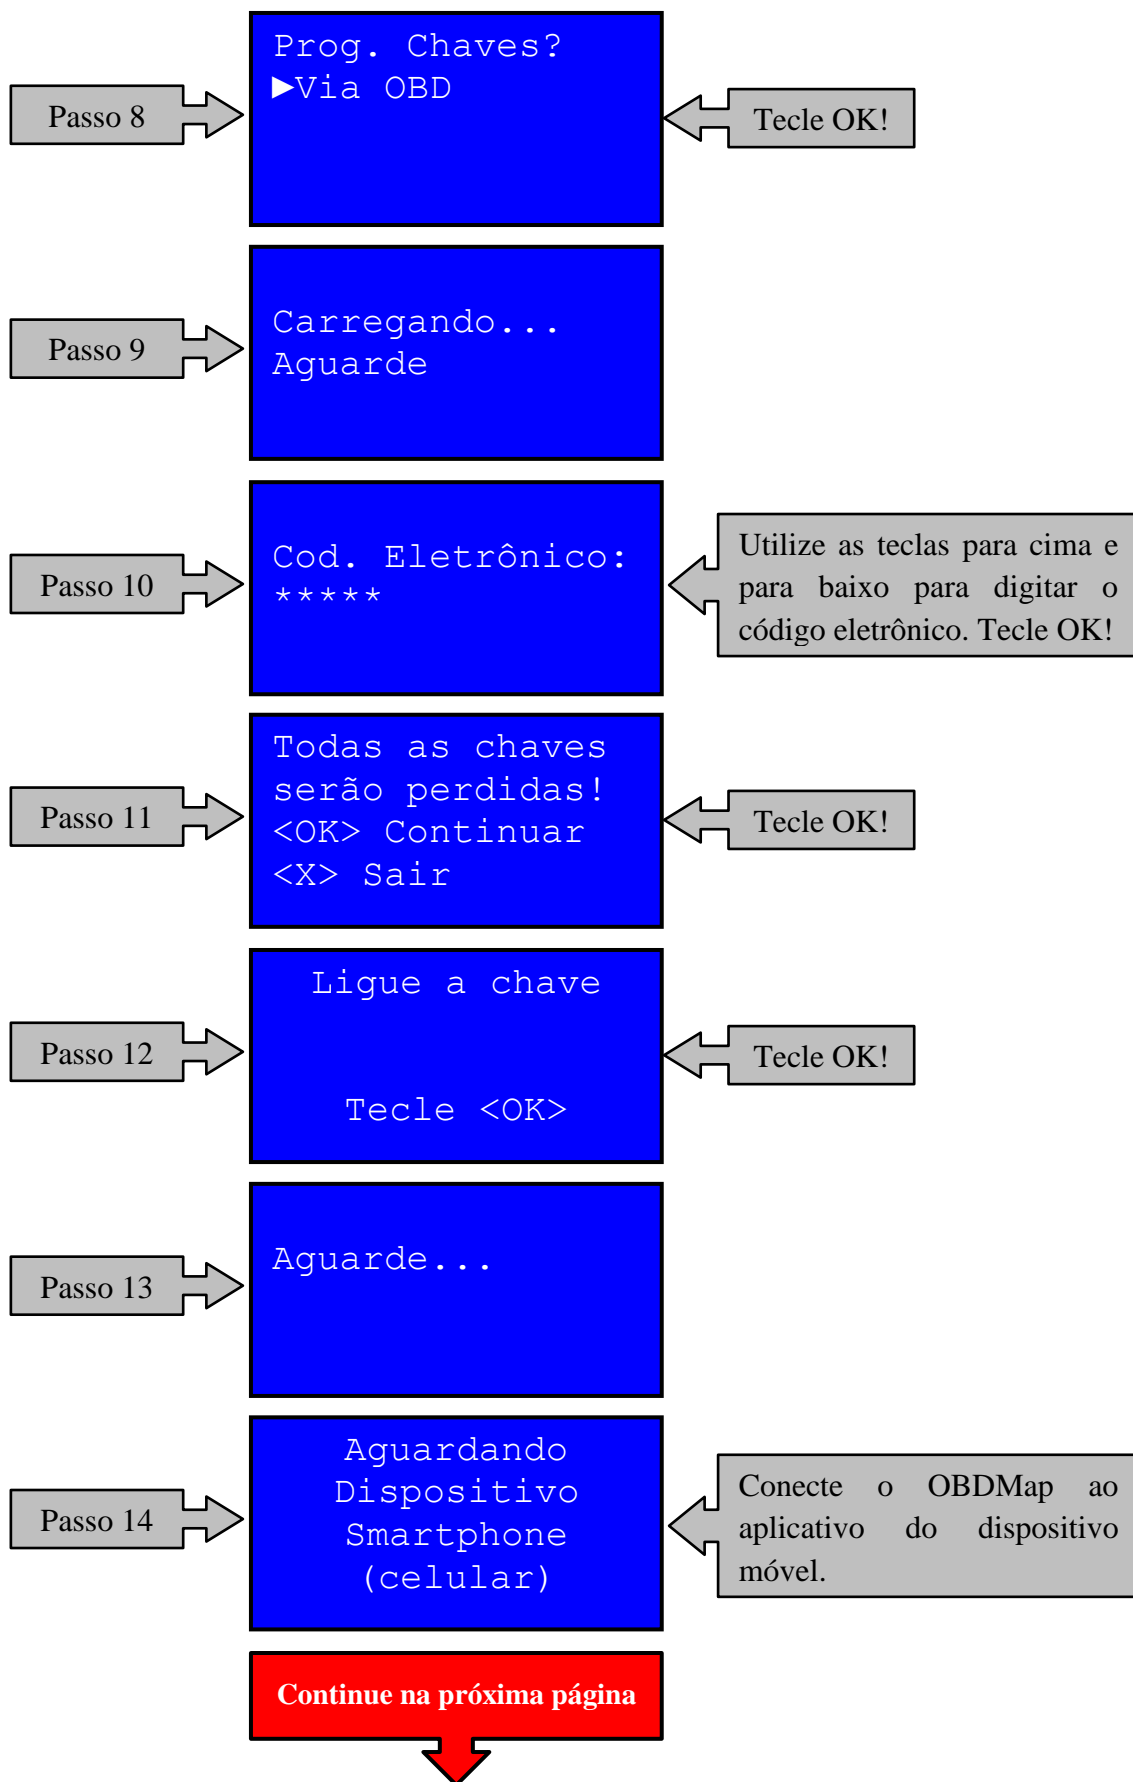 Passo 8
Prog. Chaves?
►Via OBD
Tecle OK!
Passo 9
Carregando...
Aguarde
Passo 10
Cod. Eletrônico:
*****
Utilize as teclas para cima e
para baixo para digitar o
código eletrônico. Tecle OK!
Passo 11
Todas as chaves
serão perdidas!
<OK> Continuar
<X> Sair
Tecle OK!
Passo 12
Ligue a chave
Tecle <OK>
Tecle OK!
Passo 13
Aguarde...
Passo 14
Aguardando
Dispositivo
Smartphone
(celular)
Conecte o OBDMap ao
aplicativo do dispositivo
móvel.
Continue na próxima página